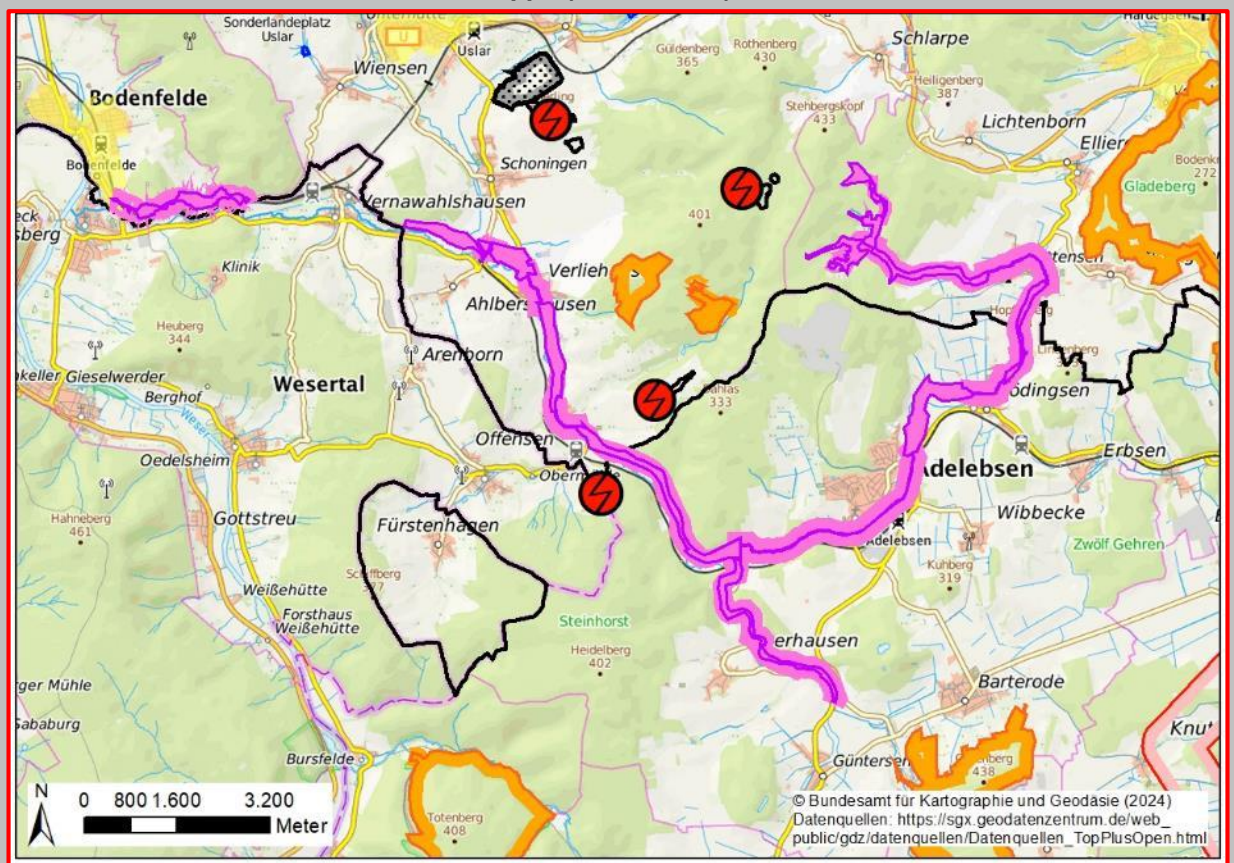 Sonderlandeplatz
Uslar
Uslar
Güldenberg
365
Rothenberg
430
Schlarpe
Wiensen
Heiligenberg
387
Bodenfelde
Stehbergskopf
433
Lichtenborn
Bodenfelde
Schoningen
Gladeberg
272
Vernawahlshausen
401
Klinik
Ahlbershausen
Heuberg
344
Arenborn
Gieselwerder
Wesertal
Berghof
333
Weser
Offensen
Oedelsheim
Erbsen
Adelebsen
Gottstreu
Fürstenhagen
Wibbecke
Hahneberg
461
Adelebsen
Zwölf Gehren
Kuhberg
319
Weißehütte
Forsthaus
Weißehütte
Steinhorst
Heidelberg
402
Barterode
Sababurg
Bursfelde
438
Totenberg
408
N
0 800 1.600 3.200
Meter
© Bundesamt für Kartographie und Geodäsie (2024)
Datenquellen: https://sgx.geodatenzentrum.de/web_
public/gdz/datenquellen/Datenquellen_TopPlusOpen.html